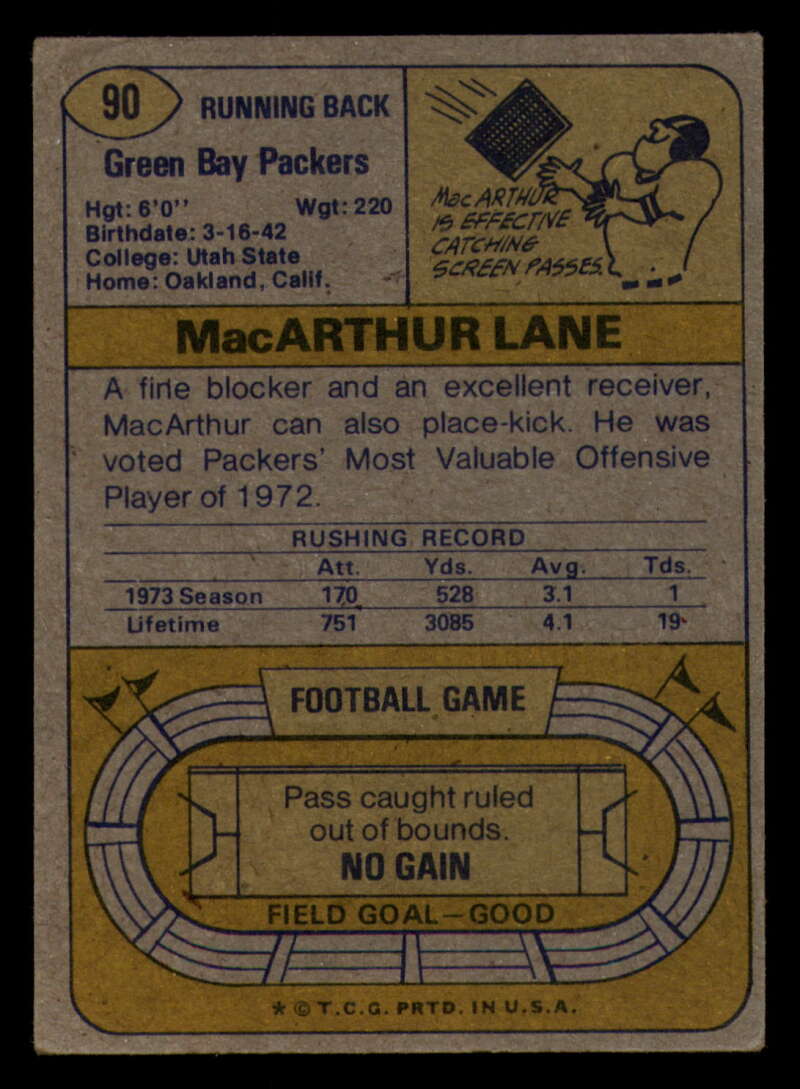 90
RUNNING BACK
Green Bay Packers
Hgt: 6'0'' Wgt: 220
Birthdate: 3-16-42
College: Utah State
Home: Oakland, Calif.
MacARTHUR
IS EFFECTIVE
CATCHING
SCREEN PASSES.
MacARTHUR LANE
A fine blocker and an excellent receiver,
MacArthur can also place-kick. He was
voted Packers' Most Valuable Offensive
Player of 1972.
RUSHING RECORD
Att. Yds. Avg. Tds.
1973 Season 170 528 3.1 1
Lifetime 751 3085 4.1 19
FOOTBALL GAME
Pass caught ruled
out of bounds.
NO GAIN
FIELD GOAL—GOOD
* © T.C.G. PRTD. IN U.S.A.